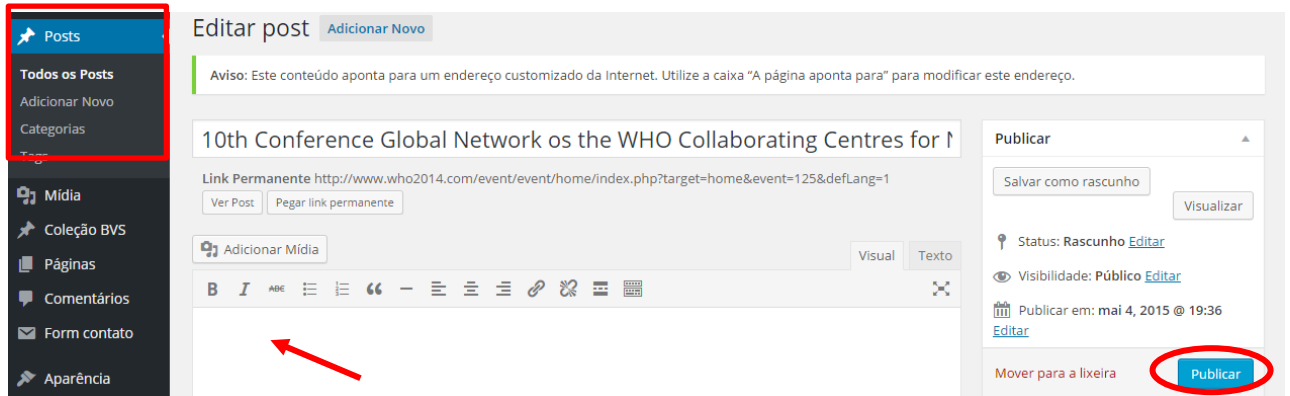 Posts
Todos os Posts
Adicionar Novo
Categorias
Tags
Mídia
Coleção BVS
Páginas
Comentários
Form contato
Aparência
Editar post Adicionar Novo
Aviso: Este conteúdo aponta para um endereço customizado da Internet. Utilize a caixa “A página aponta para” para modificar este endereço.
10th Conference Global Network os the WHO Collaborating Centres for
Link Permanente http://www.who2014.com/event/event/home/index.php?target=home&event=125&defLang=1
Ver Post Pegar link permanente
Adicionar Mídia
Visual Texto
B I ABE
Publicar
Salvar como rascunho
Visualizar
Status: Rascunho Editar
Visibilidade: Público Editar
Publicar em: mai 4, 2015 @ 19:36
Editar
Mover para a lixeira Publicar